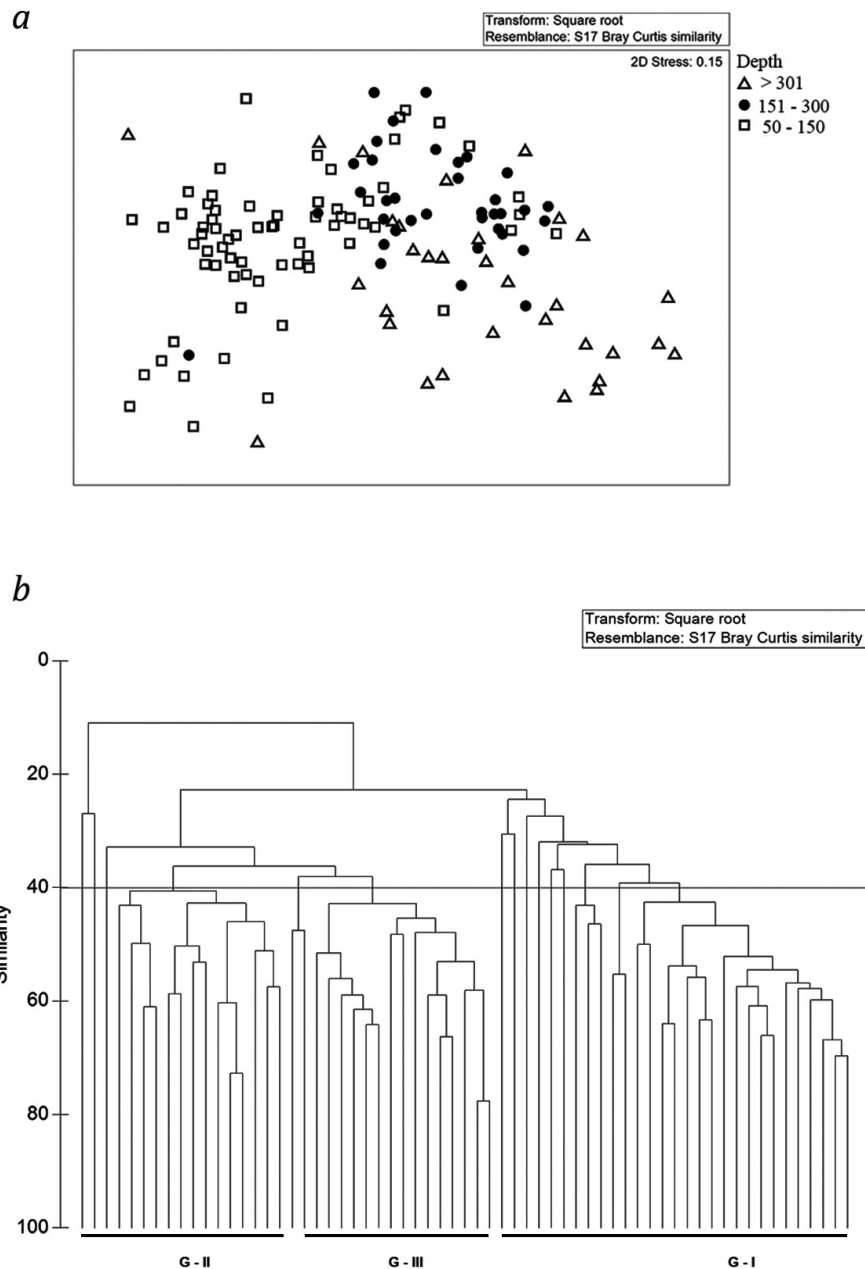 a
Transform: Square root
Resemblance: S17 Bray Curtis similarity
2D Stress: 0.15
Depth
> 301
151 - 300
50 - 150
b
Transform: Square root
Resemblance: S17 Bray Curtis similarity
0
20
40
60
80
100
Similarity
G - II
G - III
G - I